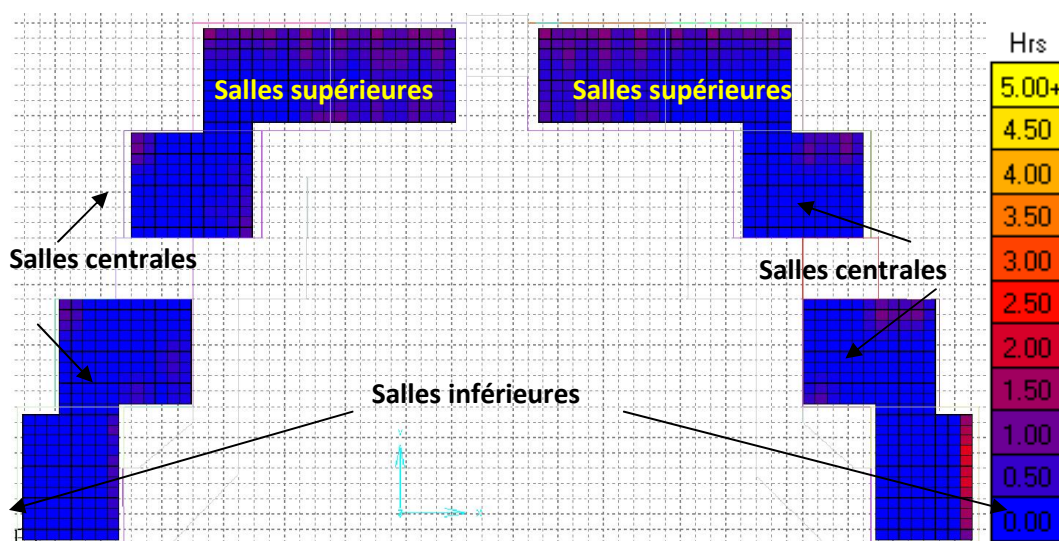 Hrs
Salles supérieures
Salles supérieures
5.00+
4.50
4.00
3.50
Salles centrales
Salles centrales
3.00
2.50
2.00
Salles inférieures
1.50
1.00
0.50
0.00
Y
X